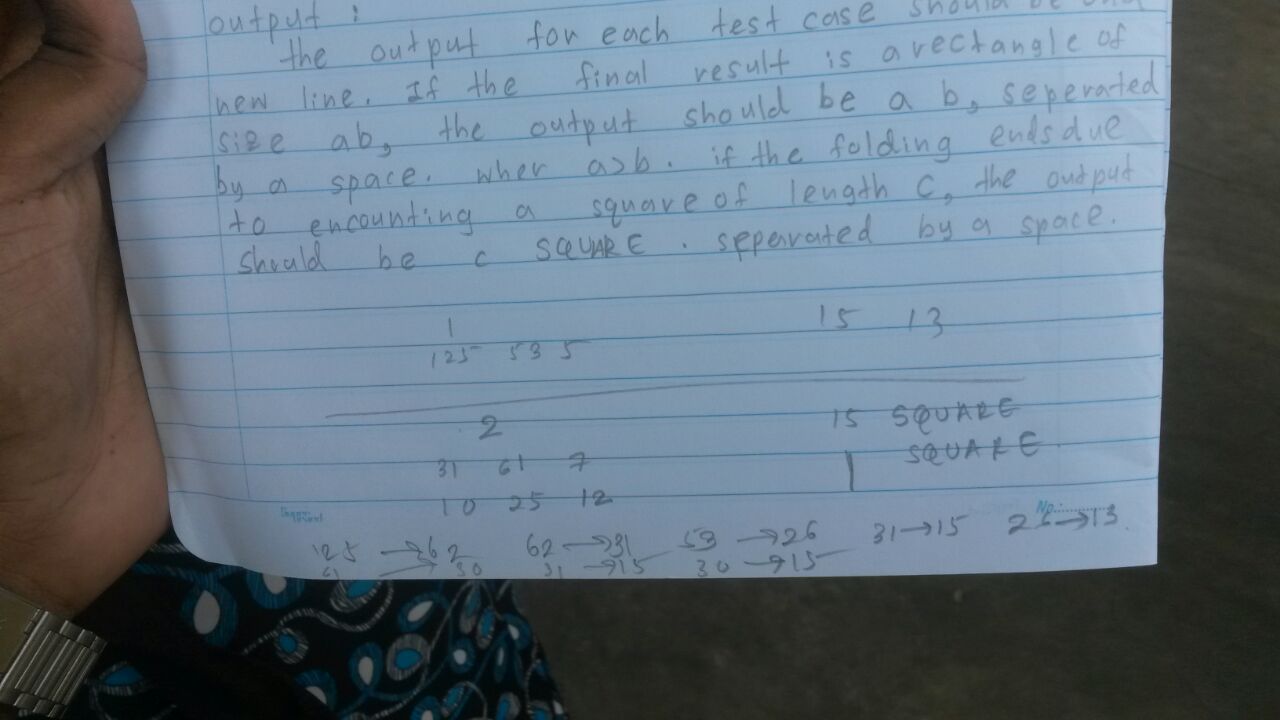 output :
the output for each test case should be
new line. If the final result is a rectangle of
size ab, the output should be a b, seperated
by a space. wher a>b. if the folding ends due
to encounting a square of length C, the output
should be c SQUARE . seperated by a space.
1 15 13
125 53 5
2 15 SQUARE
31 61 7 1 SQUARE
10 25 12
No:
125 → 62 62 → 31 53 → 26 31 → 15 26 → 13
61 → 30 31 → 15 30 → 15